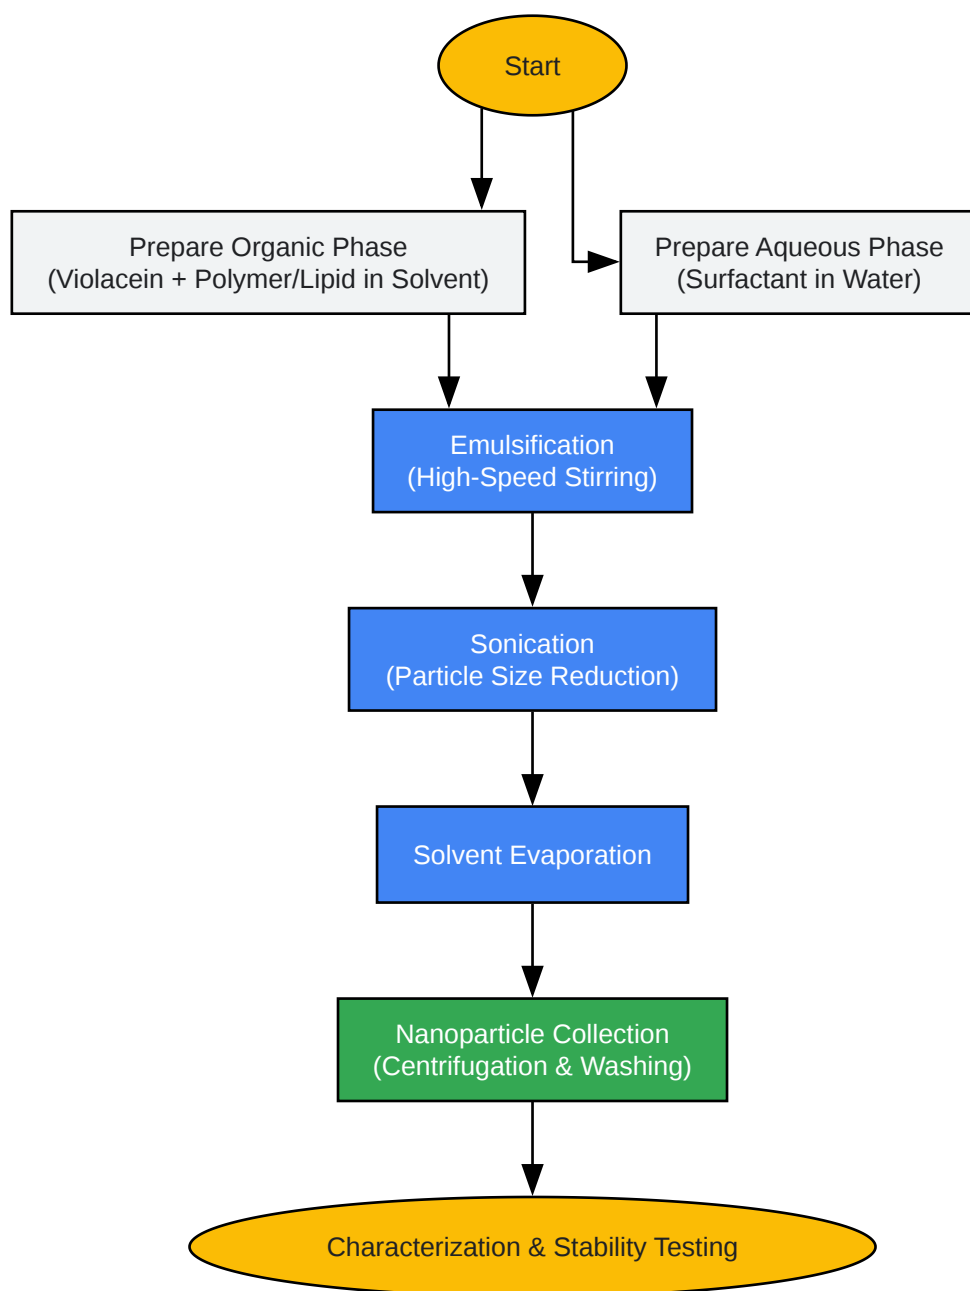 Start
Prepare Organic Phase
(Violacein + Polymer/Lipid in Solvent)
Prepare Aqueous Phase
(Surfactant in Water)
Emulsification
(High-Speed Stirring)
Sonication
(Particle Size Reduction)
Solvent Evaporation
Nanoparticle Collection
(Centrifugation & Washing)
Characterization & Stability Testing